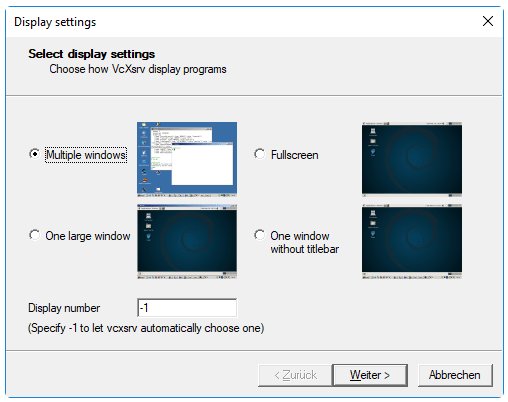 Display settings
Select display settings
Choose how VcXsrv display programs
Multiple windows
Fullscreen
One large window
One window
without titlebar
Display number
-1
(Specify -1 to let vcxsrv automatically choose one)
< Zurück
Weiter >
Abbrechen